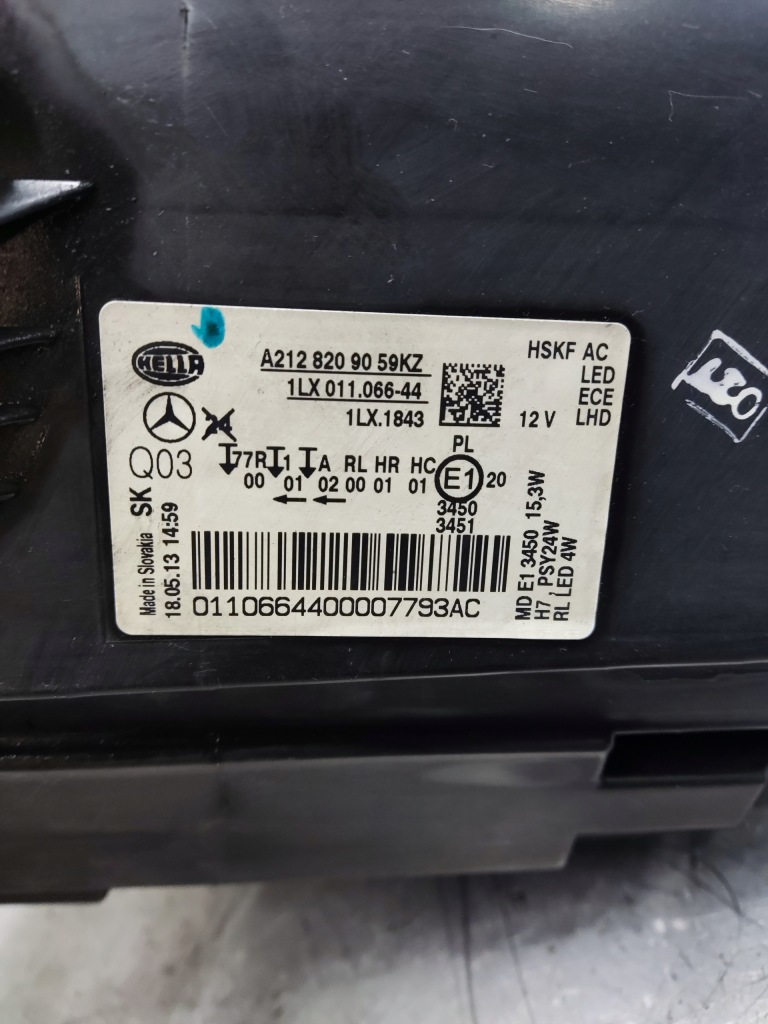 HELLA
A212 820 90 59KZ
1LX 011.066-44
1LX.1843
HSKF AC
LED
ECE
12 V LHD
Q03
77R 1 A RL HR HC
00 01 02 00 01 01
PL
E1 20
3450
3451
SK
Made in Slovakia
18.05.13 14:59
MD E1 3450 15,3W
H7, PSY24W
RL LED 4W
0110664400007793AC